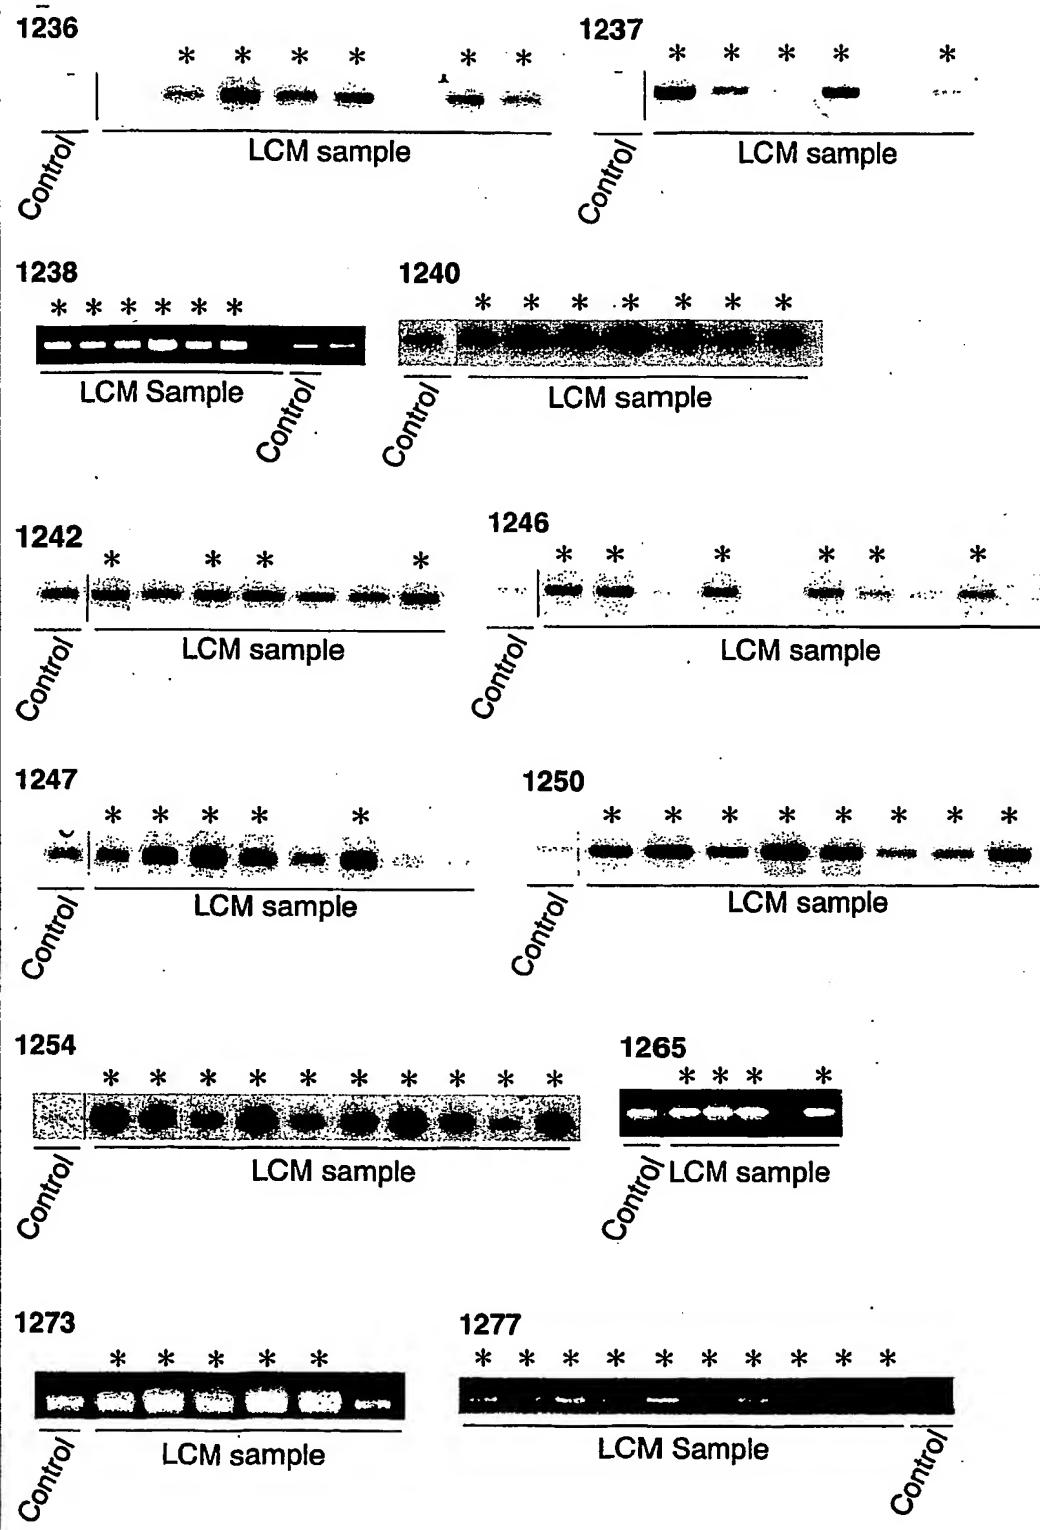 1236
* * * * * *
Control
LCM sample
1237
* * * * *
Control
LCM sample
1238
* * * * * *
LCM Sample
Control
1240
* * * * * * *
Control
LCM sample
1242
* * * *
Control
LCM sample
1246
* * * * * *
Control
LCM sample
1247
* * * * *
Control
LCM sample
1250
* * * * * * * *
Control
LCM sample
1254
* * * * * * * * * *
Control
LCM sample
1265
* * * *
Control
LCM sample
1273
* * * * *
Control
LCM sample
1277
* * * * * * * * * *
LCM Sample
Control